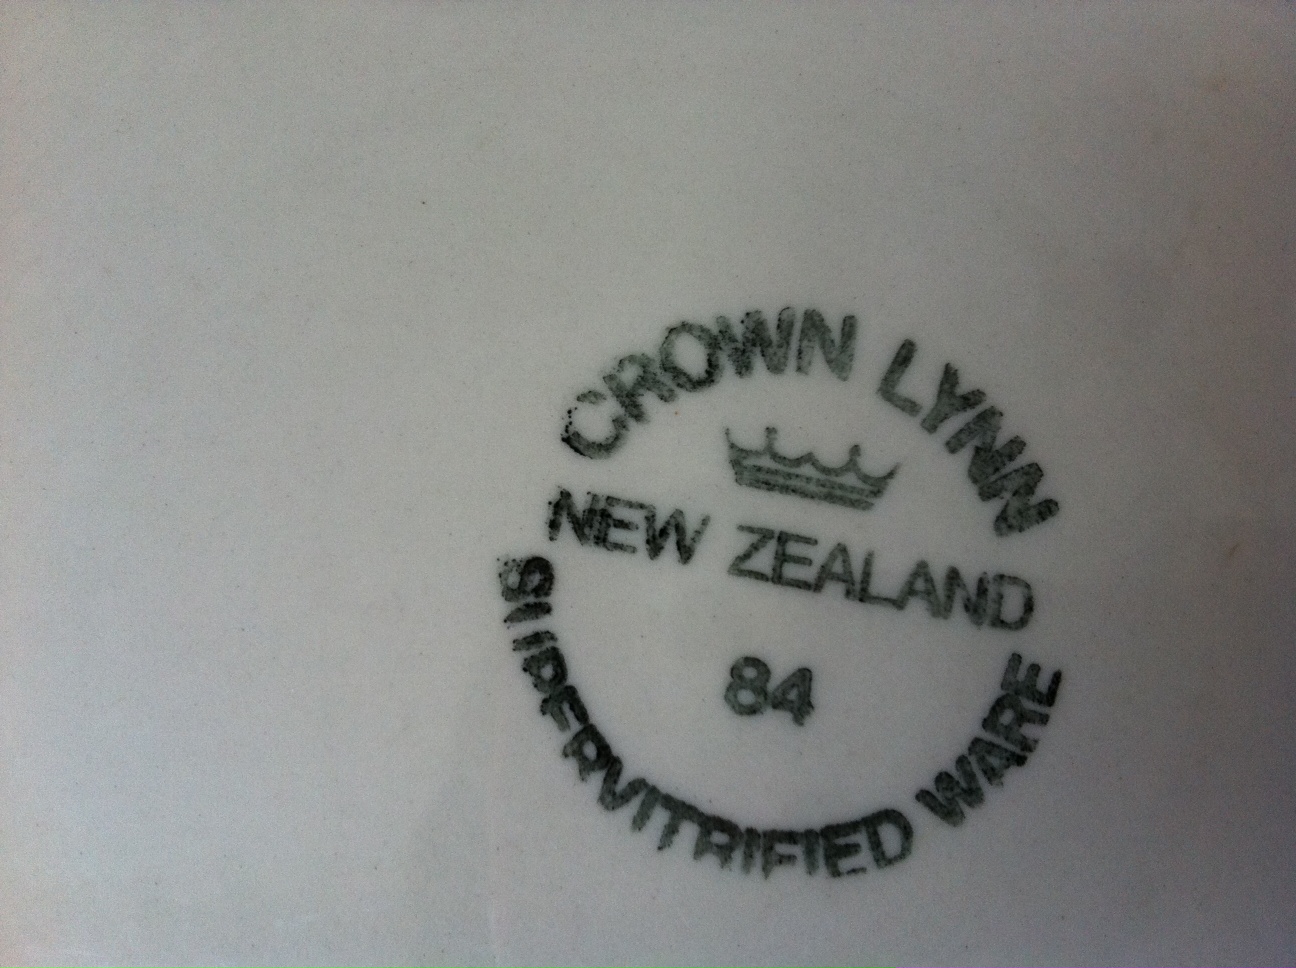 CROWN LYNN
NEW ZEALAND
84
SUPERVITRIFIED WARE